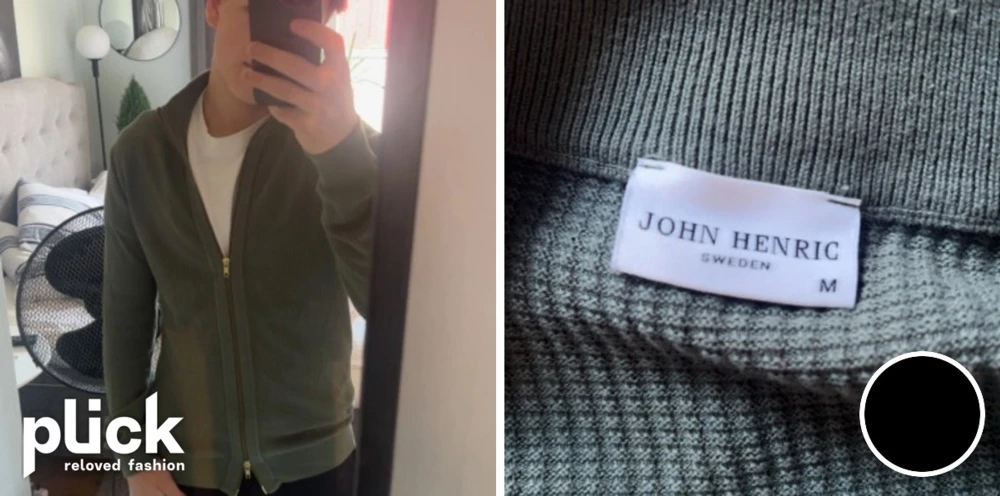 plick
reloved fashion
JOHN HENRIC
SWEDEN
M